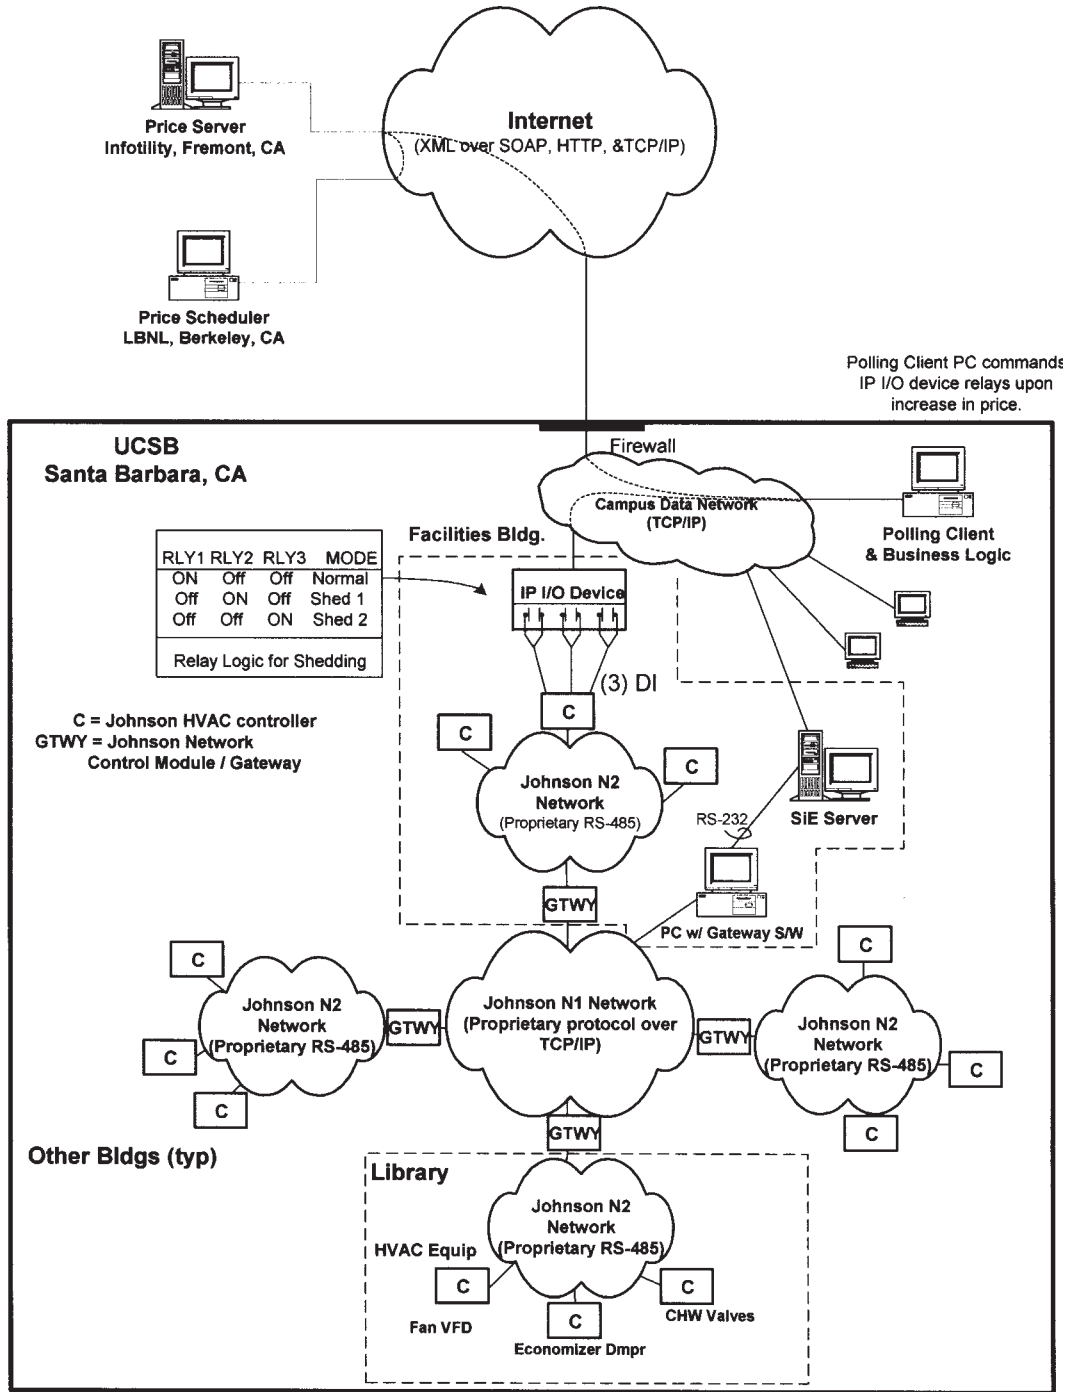 Internet
(XML over SOAP, HTTP, &TCP/IP)
Price Server
Infotility, Fremont, CA
Price Scheduler
LBNL, Berkeley, CA
Polling Client PC commands
IP I/O device relays upon
increase in price.
UCSB
Santa Barbara, CA
Firewall
Campus Data Network
(TCP/IP)
Polling Client
& Business Logic
Facilities Bldg.
RLY1 RLY2 RLY3 MODE
ON Off Off Normal
Off ON Off Shed 1
Off Off ON Shed 2
Relay Logic for Shedding
IP I/O Device
(3) DI
C
C = Johnson HVAC controller
GTWY = Johnson Network
Control Module / Gateway
C
C
Johnson N2
Network
(Proprietary RS-485)
RS-232
SiE Server
GTWY
PC w/ Gateway S/W
C
C
C
Johnson N2
Network
(Proprietary RS-485)
GTWY
Johnson N1 Network
(Proprietary protocol over
TCP/IP)
GTWY
C
Johnson N2
Network
(Proprietary RS-485)
C
C
GTWY
Other Bldgs (typ)
Library
Johnson N2
Network
(Proprietary RS-485)
HVAC Equip
C
Fan VFD
C
Economizer Dmpr
C
CHW Valves